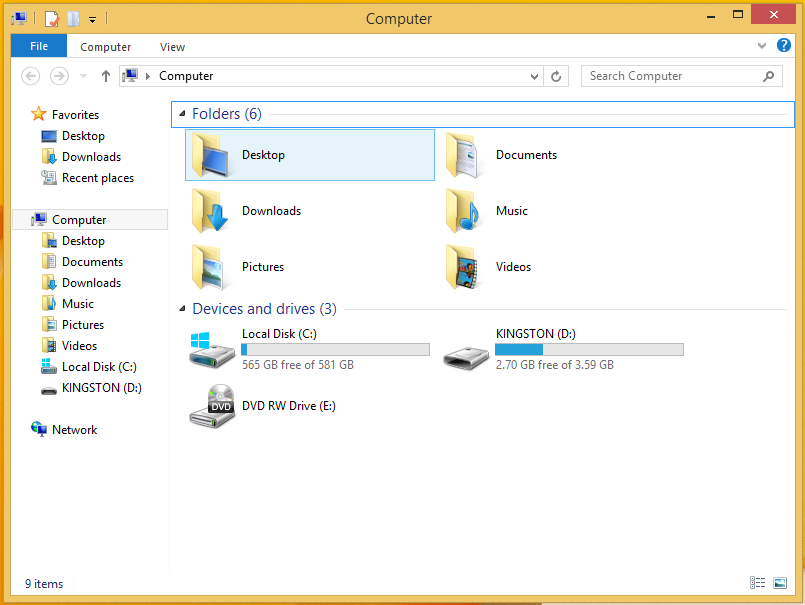 Computer
File
Computer
View
Computer
Search Computer
Favorites
Desktop
Downloads
Recent places
Computer
Desktop
Documents
Downloads
Music
Pictures
Videos
Local Disk (C:)
KINGSTON (D:)
Network
Folders (6)
Desktop
Documents
Downloads
Music
Pictures
Videos
Devices and drives (3)
Local Disk (C:)
565 GB free of 581 GB
KINGSTON (D:)
2.70 GB free of 3.59 GB
DVD
DVD RW Drive (E:)
9 items